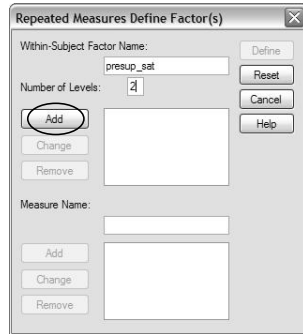 Repeated Measures Define Factor(s)
Within-Subject Factor Name:
presup_sat
Number of Levels: 2
Add
Change
Remove
Measure Name:
Add
Change
Remove
Define
Reset
Cancel
Help